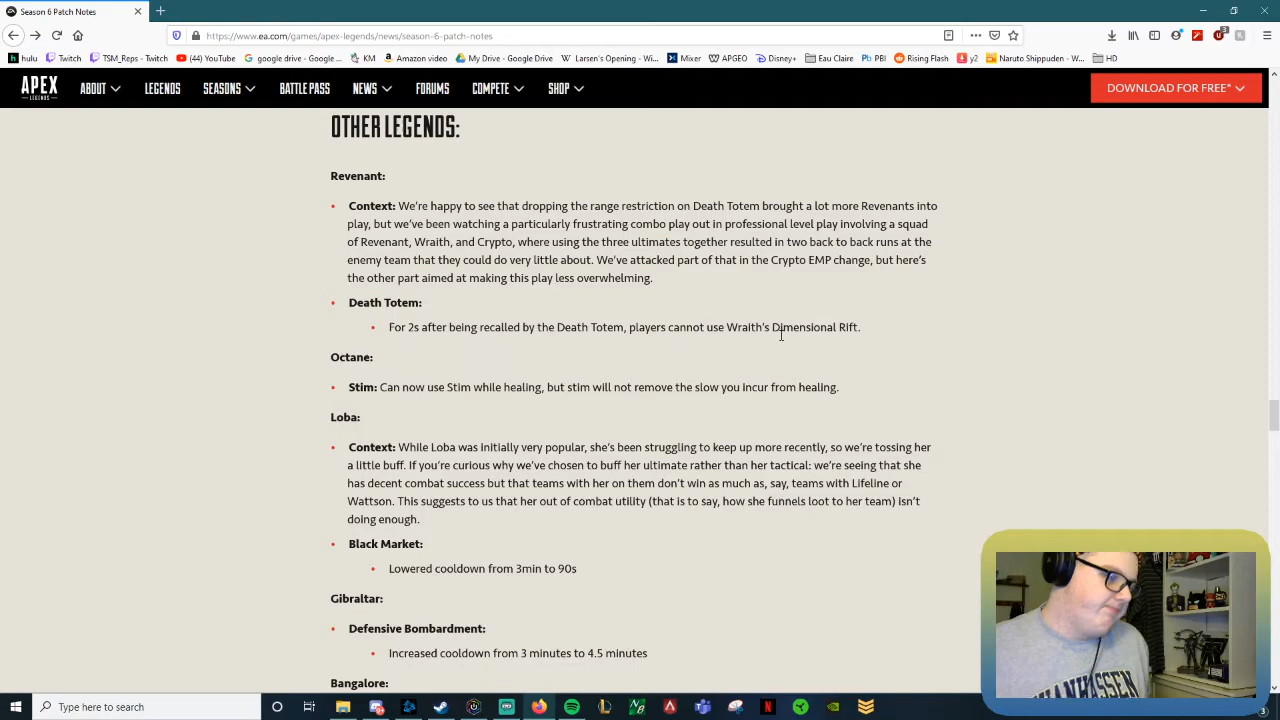 Season 6 Patch Notes
https://www.ea.com/games/apex-legends/news/season-6-patch-notes
hulu Twitch TSM_Reps - Twitch (44) YouTube google drive - Google ... KM Amazon video My Drive - Google ... Larsen's Opening - Wi... Mixer APGEO Disney+ Eau Claire PBI Rising Flash y2 Naruto Shippuden - W... HD
APEX LEGENDS ABOUT LEGENDS SEASONS BATTLE PASS NEWS FORUMS COMPETE SHOP DOWNLOAD FOR FREE*
OTHER LEGENDS:
Revenant:
• Context: We're happy to see that dropping the range restriction on Death Totem brought a lot more Revenants into
play, but we've been watching a particularly frustrating combo play out in professional level play involving a squad
of Revenant, Wraith, and Crypto, where using the three ultimates together resulted in two back to back runs at the
enemy team that they could do very little about. We've attacked part of that in the Crypto EMP change, but here's
the other part aimed at making this play less overwhelming.
• Death Totem:
• For 2s after being recalled by the Death Totem, players cannot use Wraith's Dimensional Rift.
Octane:
• Stim: Can now use Stim while healing, but stim will not remove the slow you incur from healing.
Loba:
• Context: While Loba was initially very popular, she's been struggling to keep up more recently, so we're tossing her
a little buff. If you're curious why we've chosen to buff her ultimate rather than her tactical: we're seeing that she
has decent combat success but that teams with her on them don't win as much as, say, teams with Lifeline or
Wattson. This suggests to us that her out of combat utility (that is to say, how she funnels loot to her team) isn't
doing enough.
• Black Market:
• Lowered cooldown from 3min to 90s
Gibraltar:
• Defensive Bombardment:
• Increased cooldown from 3 minutes to 4.5 minutes
Bangalore:
Type here to search